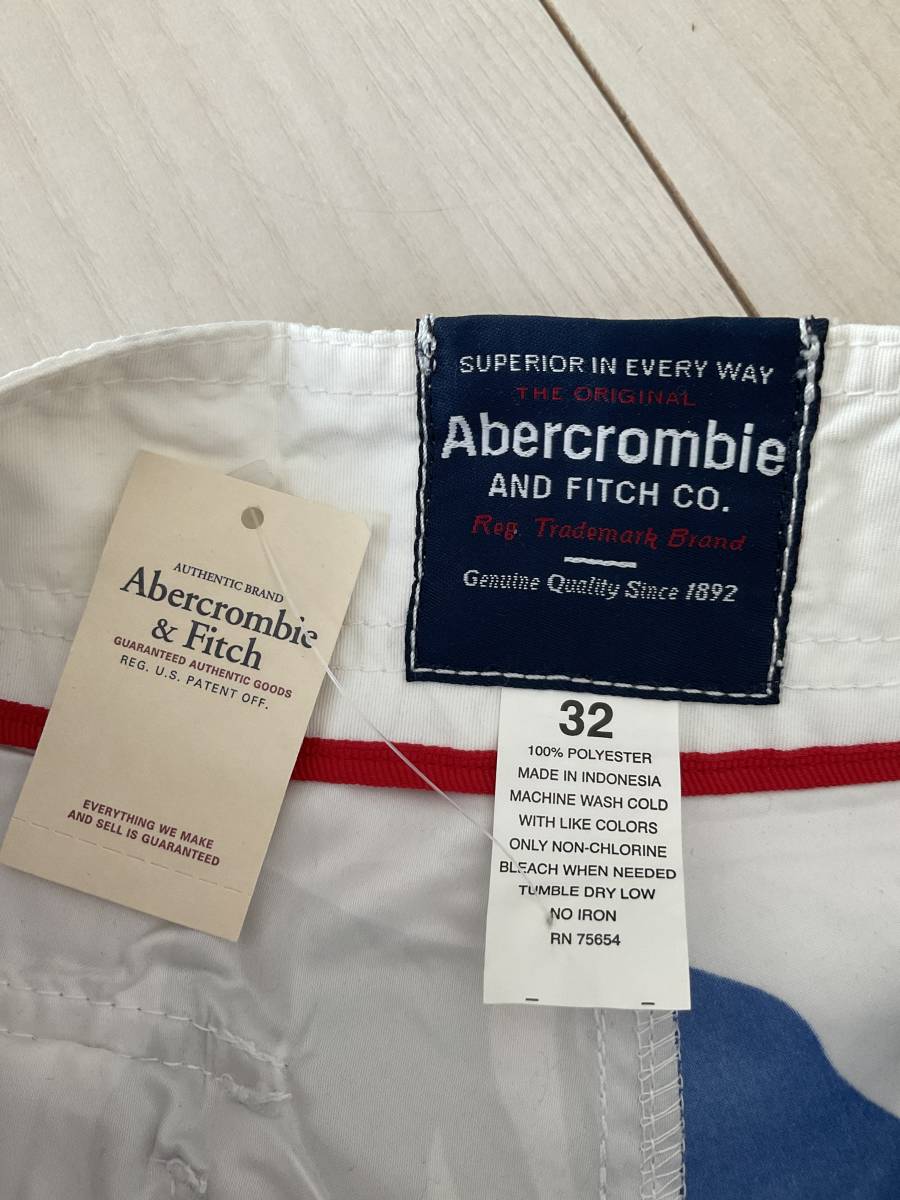 SUPERIOR IN EVERY WAY
THE ORIGINAL
Abercrombie
AND FITCH CO.
Reg. Trademark Brand
Genuine Quality Since 1892
AUTHENTIC BRAND
Abercrombie
& Fitch
GUARANTEED AUTHENTIC GOODS
REG. U.S. PATENT OFF.
EVERYTHING WE MAKE
AND SELL IS GUARANTEED
32
100% POLYESTER
MADE IN INDONESIA
MACHINE WASH COLD
WITH LIKE COLORS
ONLY NON-CHLORINE
BLEACH WHEN NEEDED
TUMBLE DRY LOW
NO IRON
RN 75654